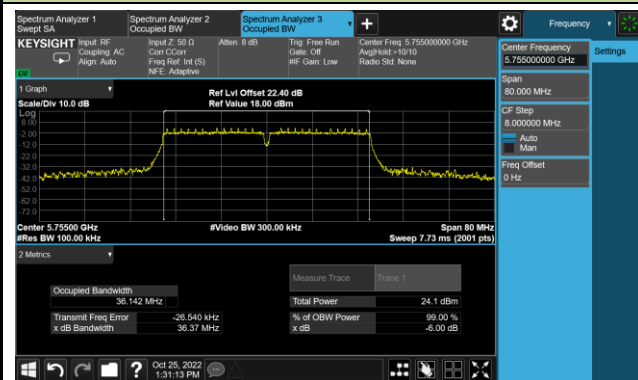 Spectrum Analyzer 1
Swept SA
Spectrum Analyzer 2
Occupied BW
Spectrum Analyzer 3
Occupied BW
Frequency
KEYSIGHT
Input: RF
Coupling: AC
Align: Auto
Input Z: 50 Ω
Corr CCorr
Freq Ref: Int (S)
NFE: Adaptive
Atten: 8 dB
Trig: Free Run
Gate: Off
#IF Gain: Low
Center Freq: 5.755000000 GHz
Avg|Hold:>10/10
Radio Std: None
Center Frequency
5.755000000 GHz
Settings
Span
80.000 MHz
CF Step
8.000000 MHz
Auto
Man
Freq Offset
0 Hz
1 Graph
Scale/Div 10.0 dB
Ref Lvl Offset 22.40 dB
Ref Value 18.00 dBm
Log
8.00
-2.00
-12.0
-22.0
-32.0
-42.0
-52.0
-62.0
-72.0
Center 5.75500 GHz
#Video BW 300.00 kHz
Span 80 MHz
#Res BW 100.00 kHz
Sweep 7.73 ms (2001 pts)
2 Metrics
Measure Trace
Trace 1
Occupied Bandwidth
36.142 MHz
Total Power
24.1 dBm
Transmit Freq Error
-26.540 kHz
% of OBW Power
99.00 %
x dB Bandwidth
36.37 MHz
x dB
-6.00 dB
Oct 25, 2022
1:31:13 PM